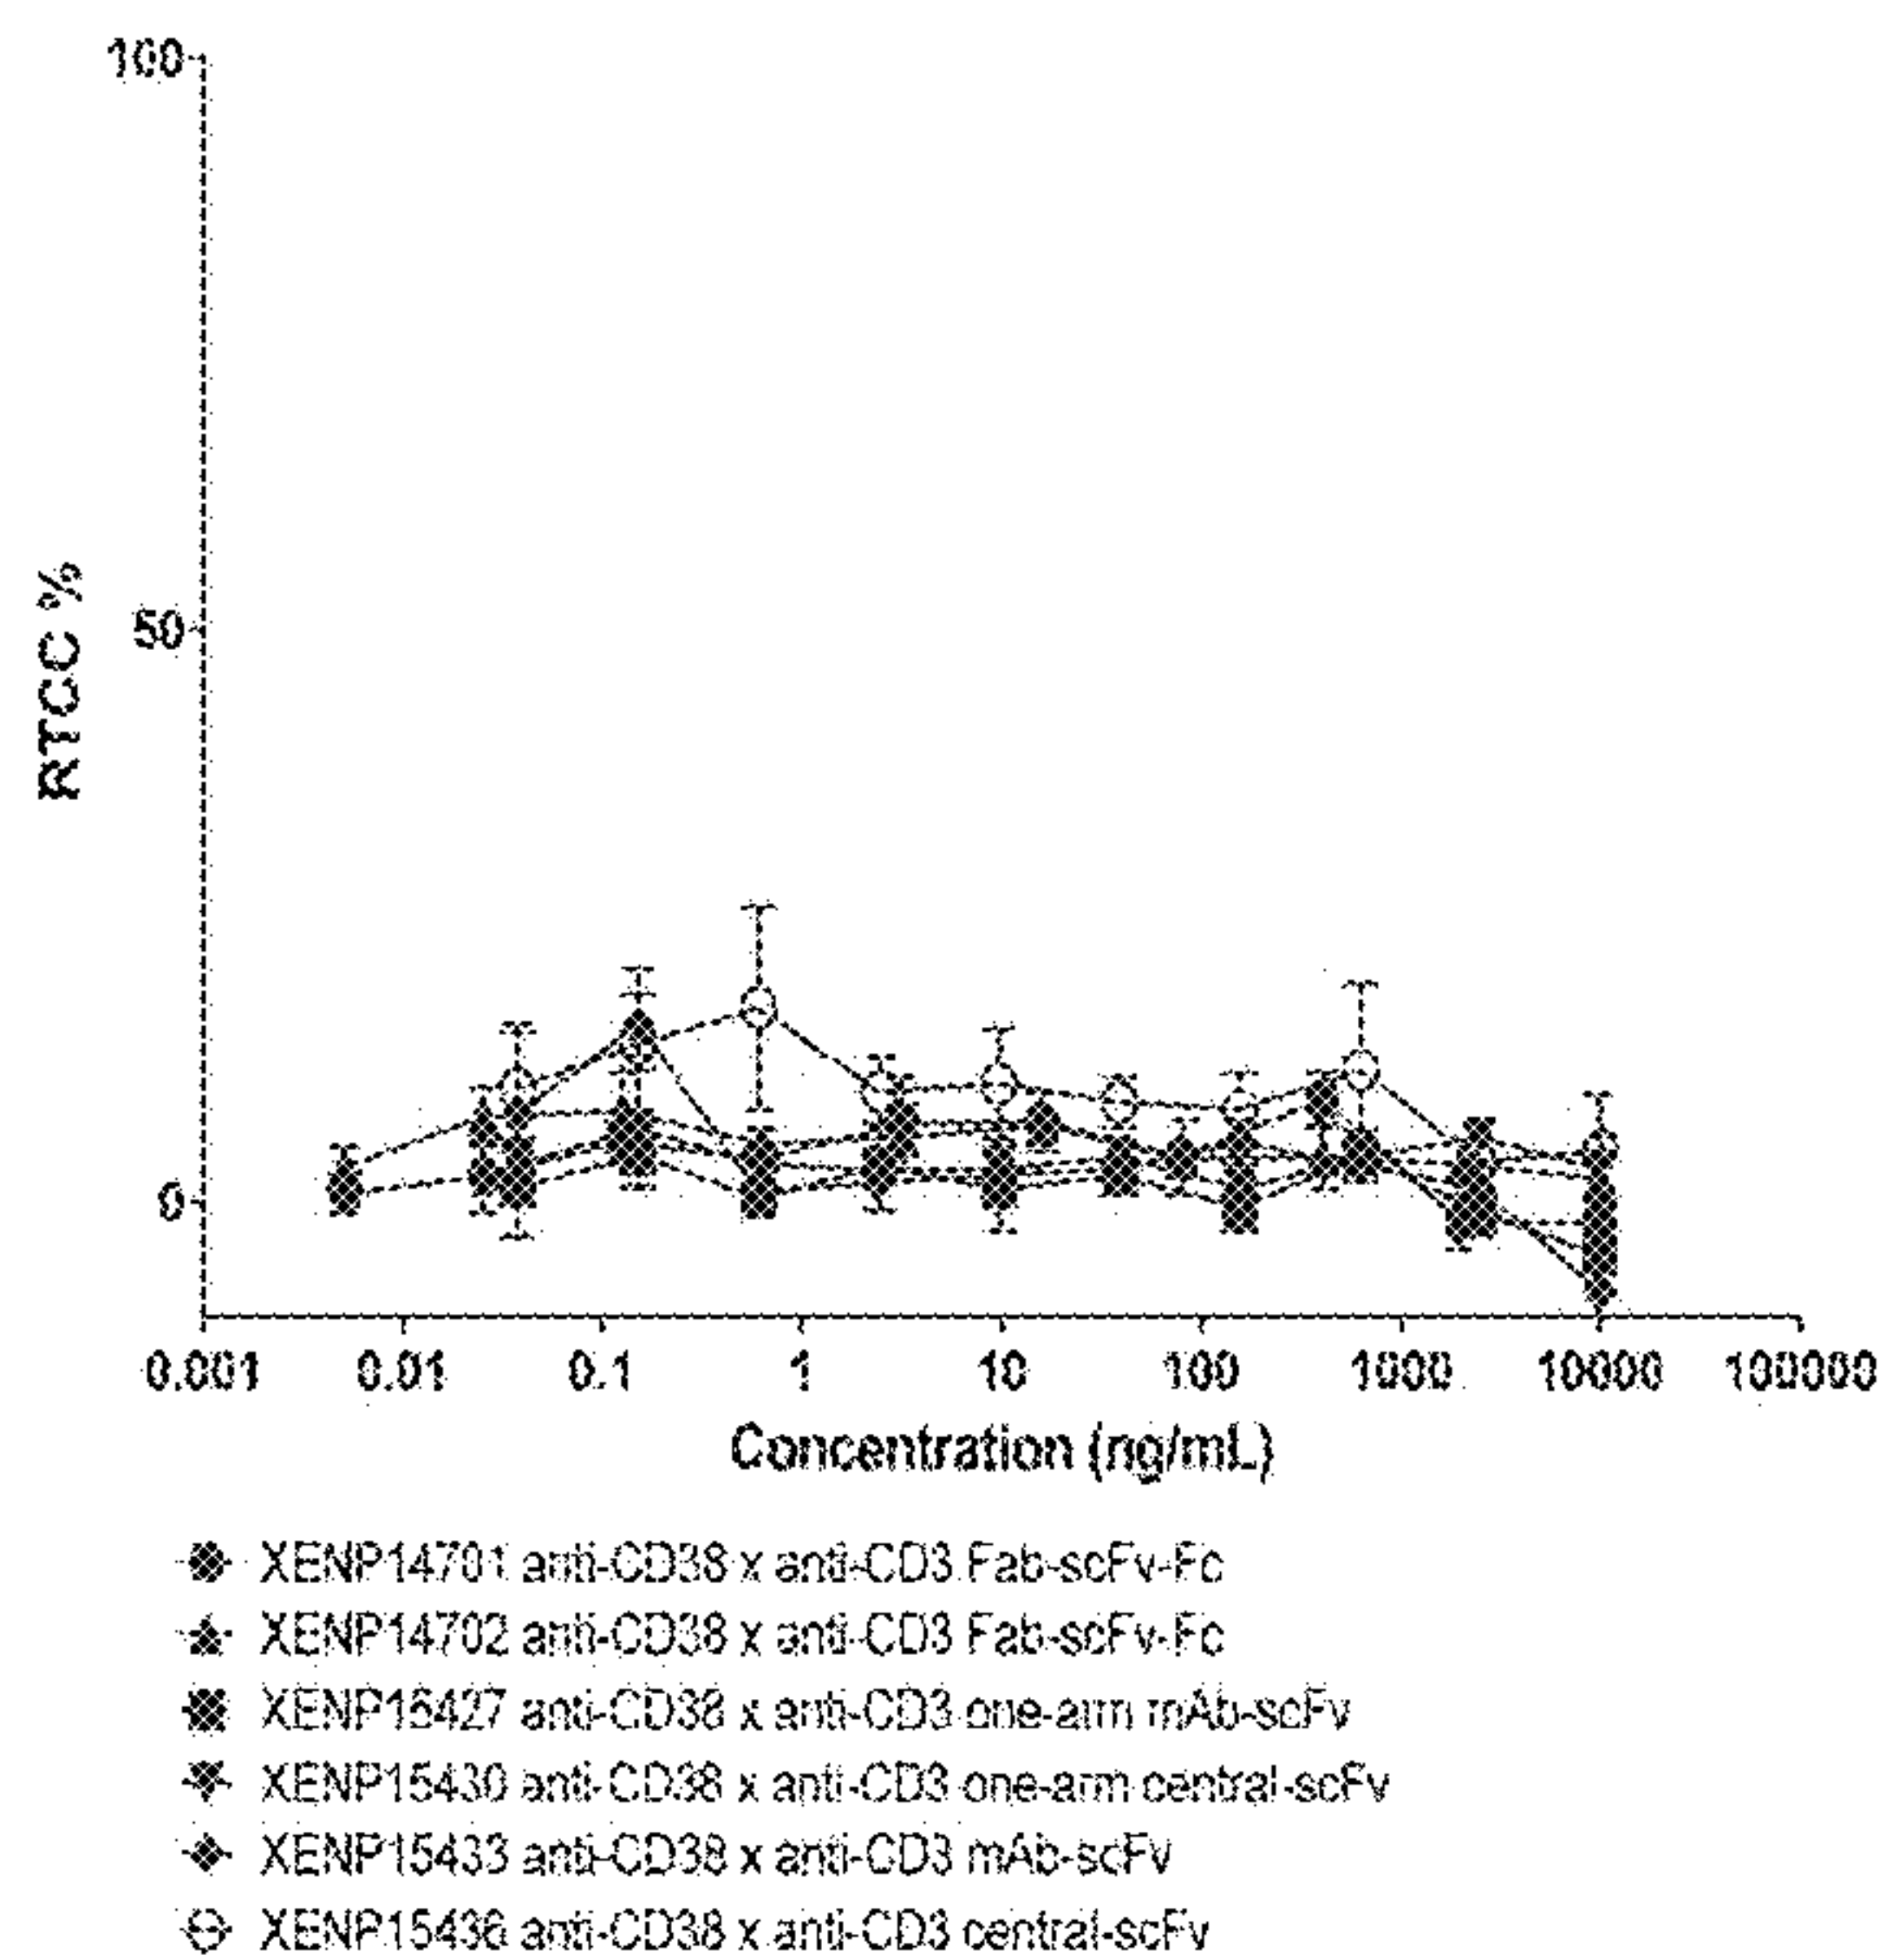 100
50
0
RTCC %
0.001 0.01 0.1 1 10 100 1000 10000 100000
Concentration (ng/mL)
XENP14701 anti-CD38 x anti-CD3 Fab-scFv-Fc
XENP14702 anti-CD38 x anti-CD3 Fab-scFv-Fc
XENP15427 anti-CD38 x anti-CD3 one-arm mAb-scFv
XENP15430 anti-CD38 x anti-CD3 one-arm central-scFv
XENP15433 anti-CD38 x anti-CD3 mAb-scFv
XENP15436 anti-CD38 x anti-CD3 central-scFv